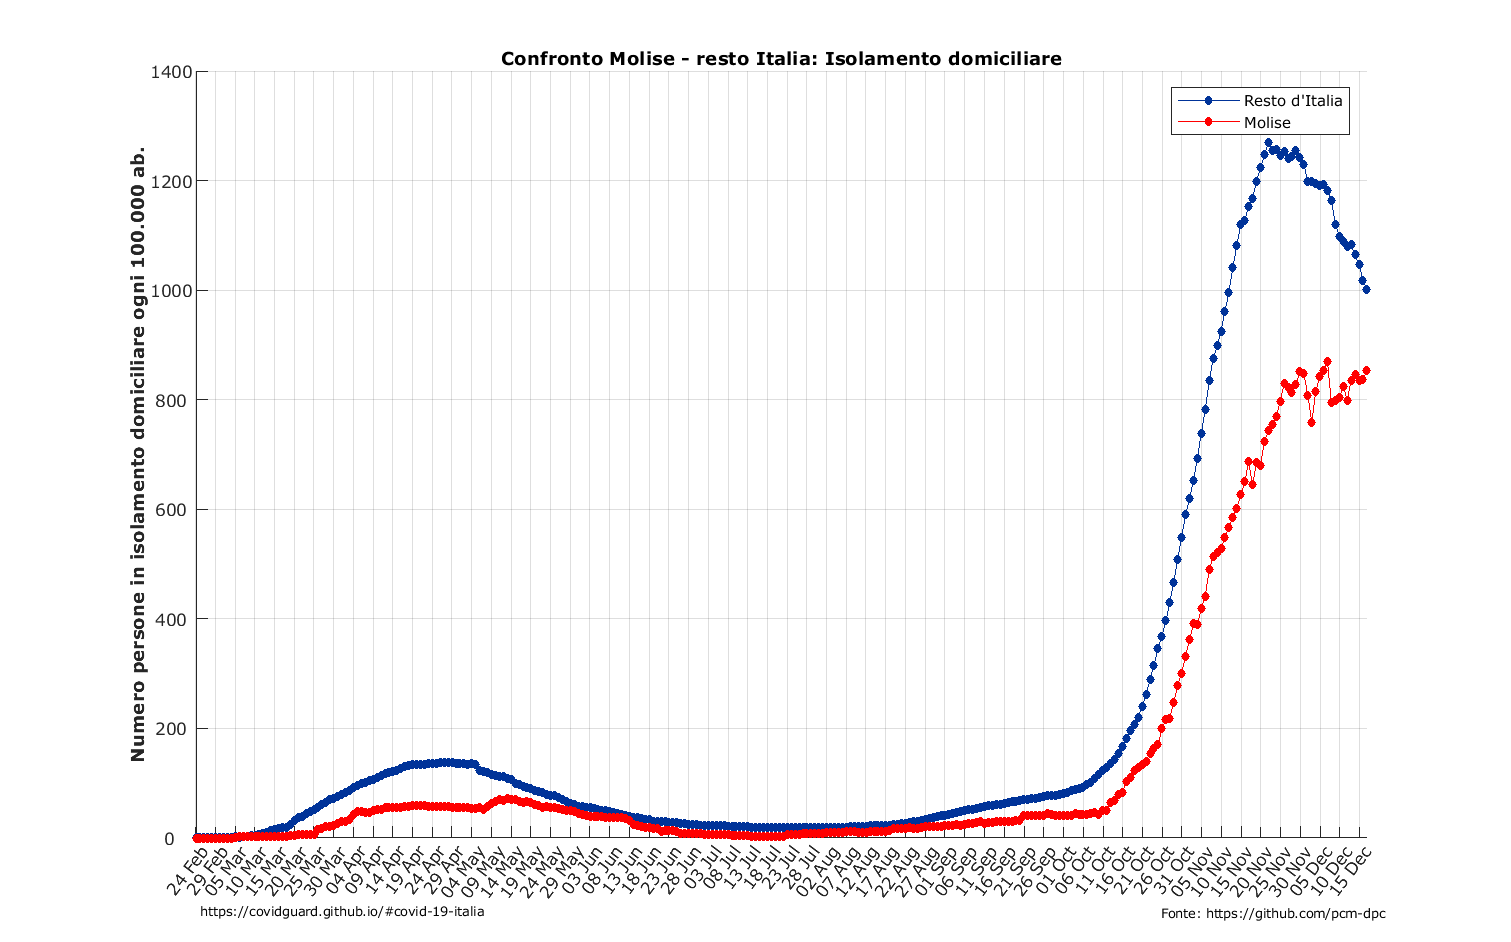 Confronto Molise - resto Italia: Isolamento domiciliare
Resto d'Italia
Molise
Numero persone in isolamento domiciliare ogni 100.000 ab.
1400
1200
1000
800
600
400
200
0
24 Feb
29 Feb
05 Mar
10 Mar
15 Mar
20 Mar
25 Mar
30 Mar
04 Apr
09 Apr
14 Apr
19 Apr
24 Apr
29 Apr
04 May
09 May
14 May
19 May
24 May
29 May
03 Jun
08 Jun
13 Jun
18 Jun
23 Jun
28 Jun
03 Jul
08 Jul
13 Jul
18 Jul
23 Jul
28 Jul
02 Aug
07 Aug
12 Aug
17 Aug
22 Aug
27 Aug
01 Sep
06 Sep
11 Sep
16 Sep
21 Sep
26 Sep
01 Oct
06 Oct
11 Oct
16 Oct
21 Oct
26 Oct
31 Oct
05 Nov
10 Nov
15 Nov
20 Nov
25 Nov
30 Nov
05 Dec
10 Dec
15 Dec
https://covidguard.github.io/#covid-19-italia
Fonte: https://github.com/pcm-dpc